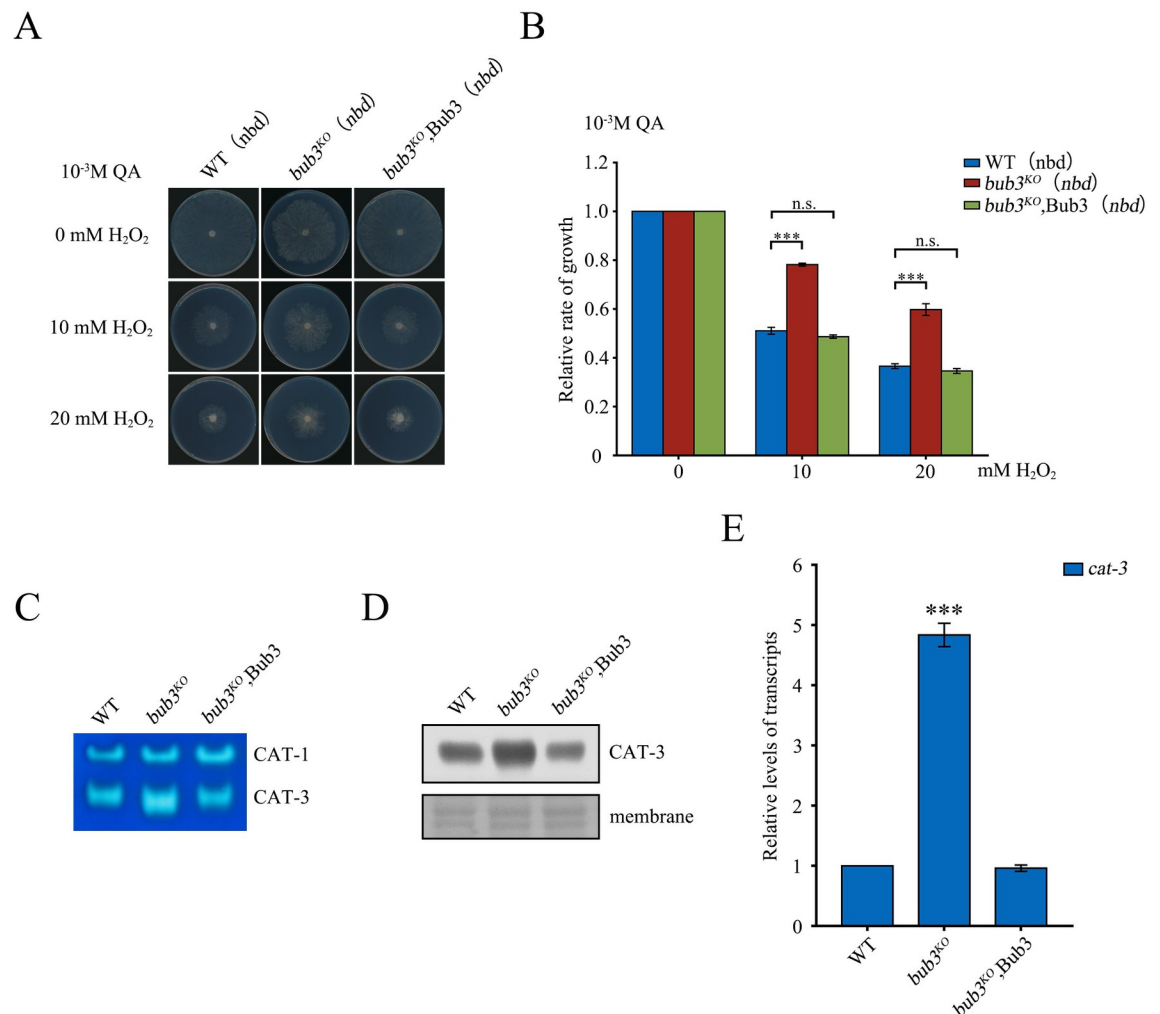 A
WT (nbd)
bub3ᴷᴼ (nbd)
bub3ᴷᴼ,Bub3 (nbd)
10⁻³M QA
0 mM H₂O₂
10 mM H₂O₂
20 mM H₂O₂
B
10⁻³M QA
WT (nbd)
bub3ᴷᴼ (nbd)
bub3ᴷᴼ,Bub3 (nbd)
Relative rate of growth
1.2
1.0
0.8
0.6
0.4
0.2
0
n.s.
***
n.s.
***
0
10
20
mM H₂O₂
C
WT
bub3ᴷᴼ
bub3ᴷᴼ,Bub3
CAT-1
CAT-3
D
WT
bub3ᴷᴼ
bub3ᴷᴼ,Bub3
CAT-3
membrane
E
cat-3
Relative levels of transcripts
6
5
4
3
2
1
0
***
WT
bub3ᴷᴼ
bub3ᴷᴼ,Bub3